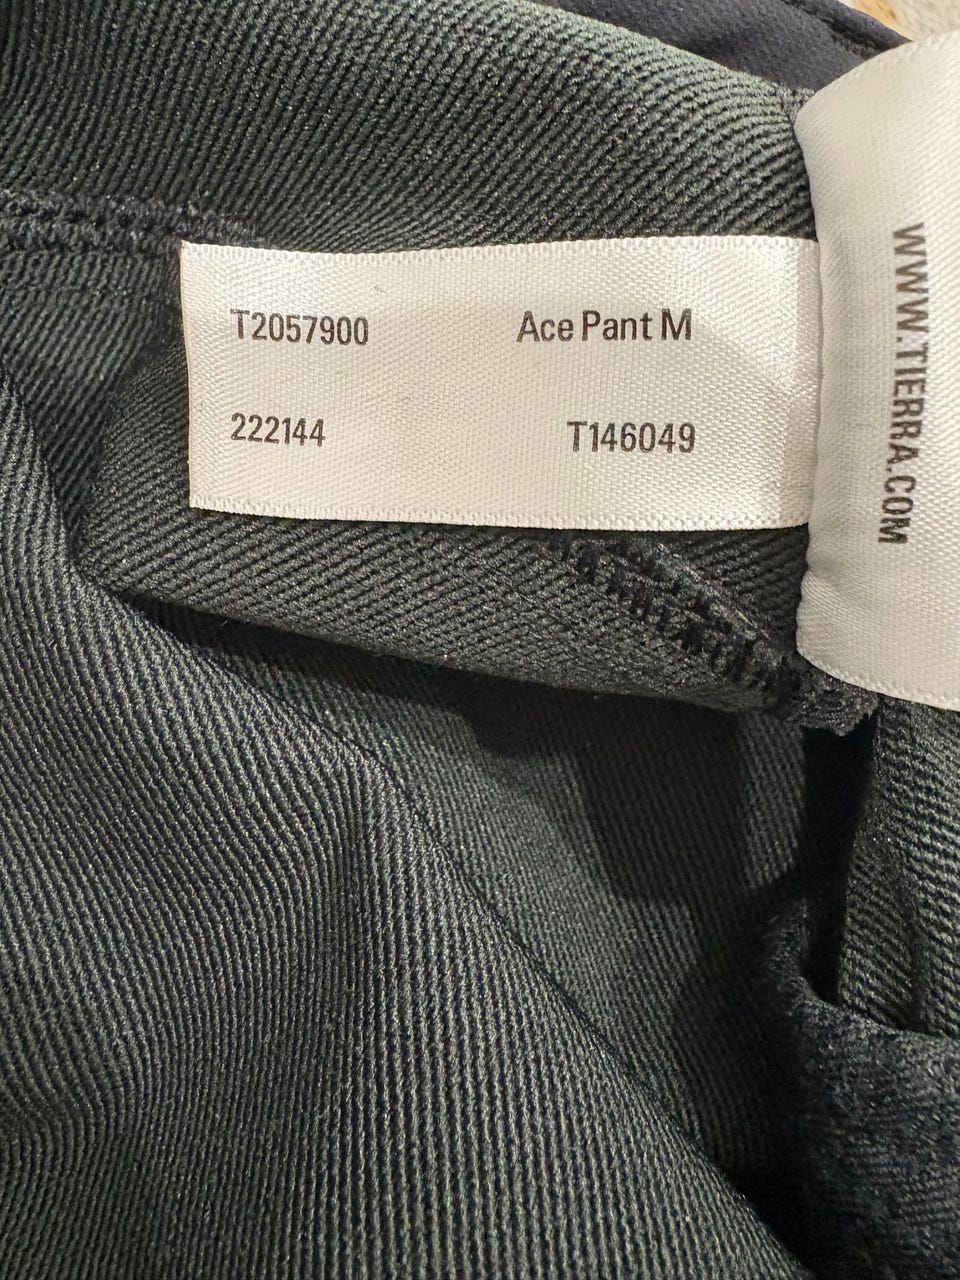 T2057900 Ace Pant M
222144 T146049
WWW.TIERRA.COM